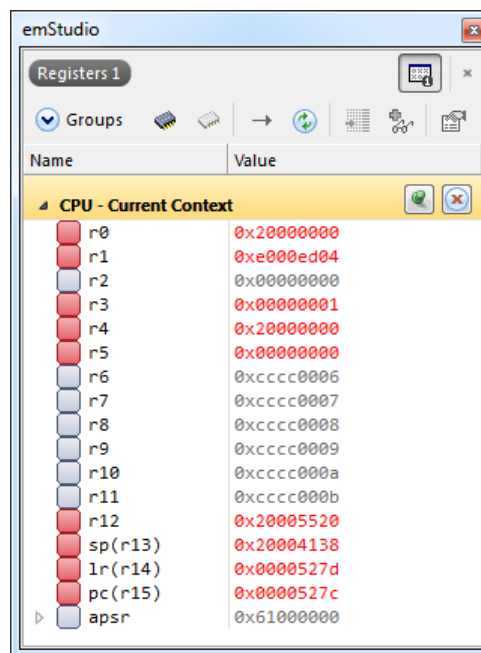 emStudio
Registers 1
Groups
Name Value
CPU - Current Context
r0 0x20000000
r1 0xe000ed04
r2 0x00000000
r3 0x00000001
r4 0x20000000
r5 0x00000000
r6 0xcccc0006
r7 0xcccc0007
r8 0xcccc0008
r9 0xcccc0009
r10 0xcccc000a
r11 0xcccc000b
r12 0x20005520
sp(r13) 0x20004138
lr(r14) 0x0000527d
pc(r15) 0x0000527c
apsr 0x61000000